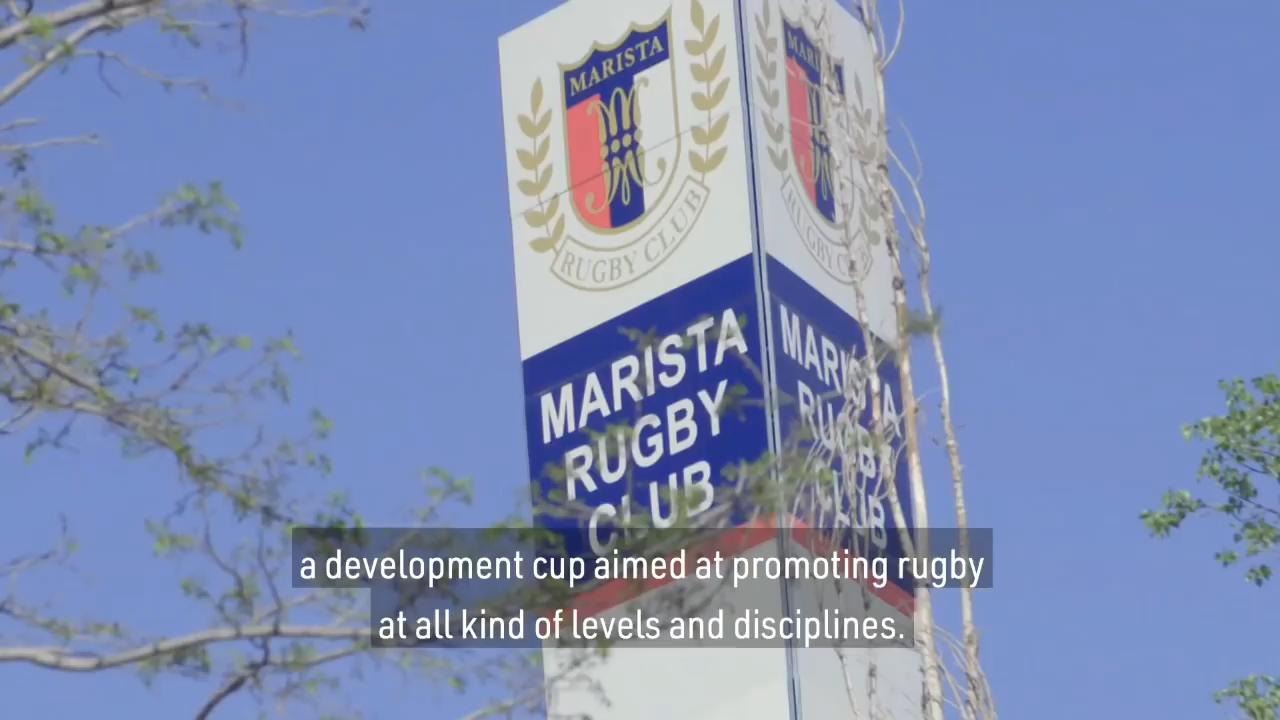 MARISTA
RUGBY CLUB
MARISTA
RUGBY
CLUB
MARISTA
RUGBY CLUB
MARISTA
RUGBY
CLUB
a development cup aimed at promoting rugby
at all kind of levels and disciplines.